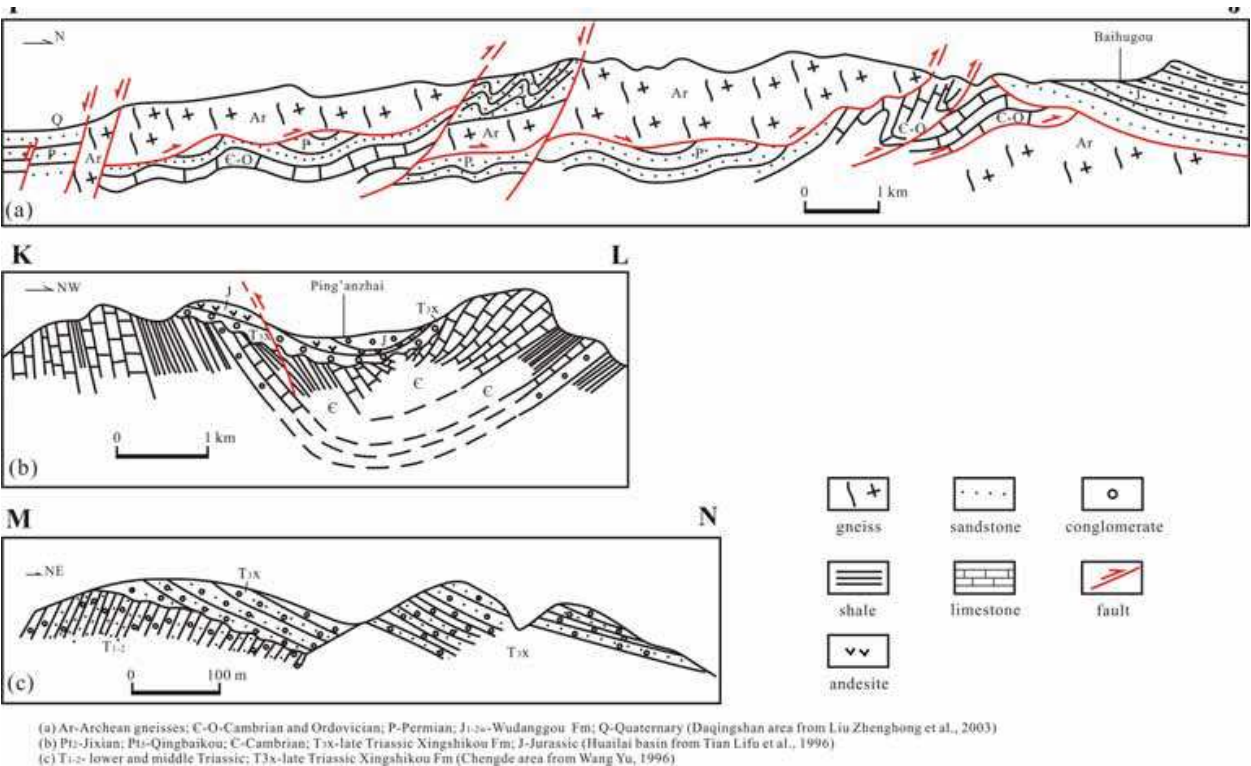 N
Baihugou
Q
P
Ar
Ar
P
Є-O
Ar
P
Ar
P
Є-O
Є-O
Ar
J
0 1 km
(a)
K L
NW
J
Ping'anzhai
T3x
T3x
J
Є
Є
Є
0 1 km
(b)
M N
NE
T3x
T1-2
T3x
0 100 m
(c)
gneiss sandstone conglomerate
shale limestone fault
andesite
(a) Ar-Archean gneisses; Є-O-Cambrian and Ordovician; P-Permian; J1-2w-Wudanggou Fm; Q-Quaternary (Daqingshan area from Liu Zhenghong et al., 2003)
(b) Pt2-Jixian; Pt3-Qingbaikou; Є-Cambrian; T3x-late Triassic Xingshikou Fm; J-Jurassic (Huailai basin from Tian Lifu et al., 1996)
(c) T1-2- lower and middle Triassic; T3x-late Triassic Xingshikou Fm (Chengde area from Wang Yu, 1996)